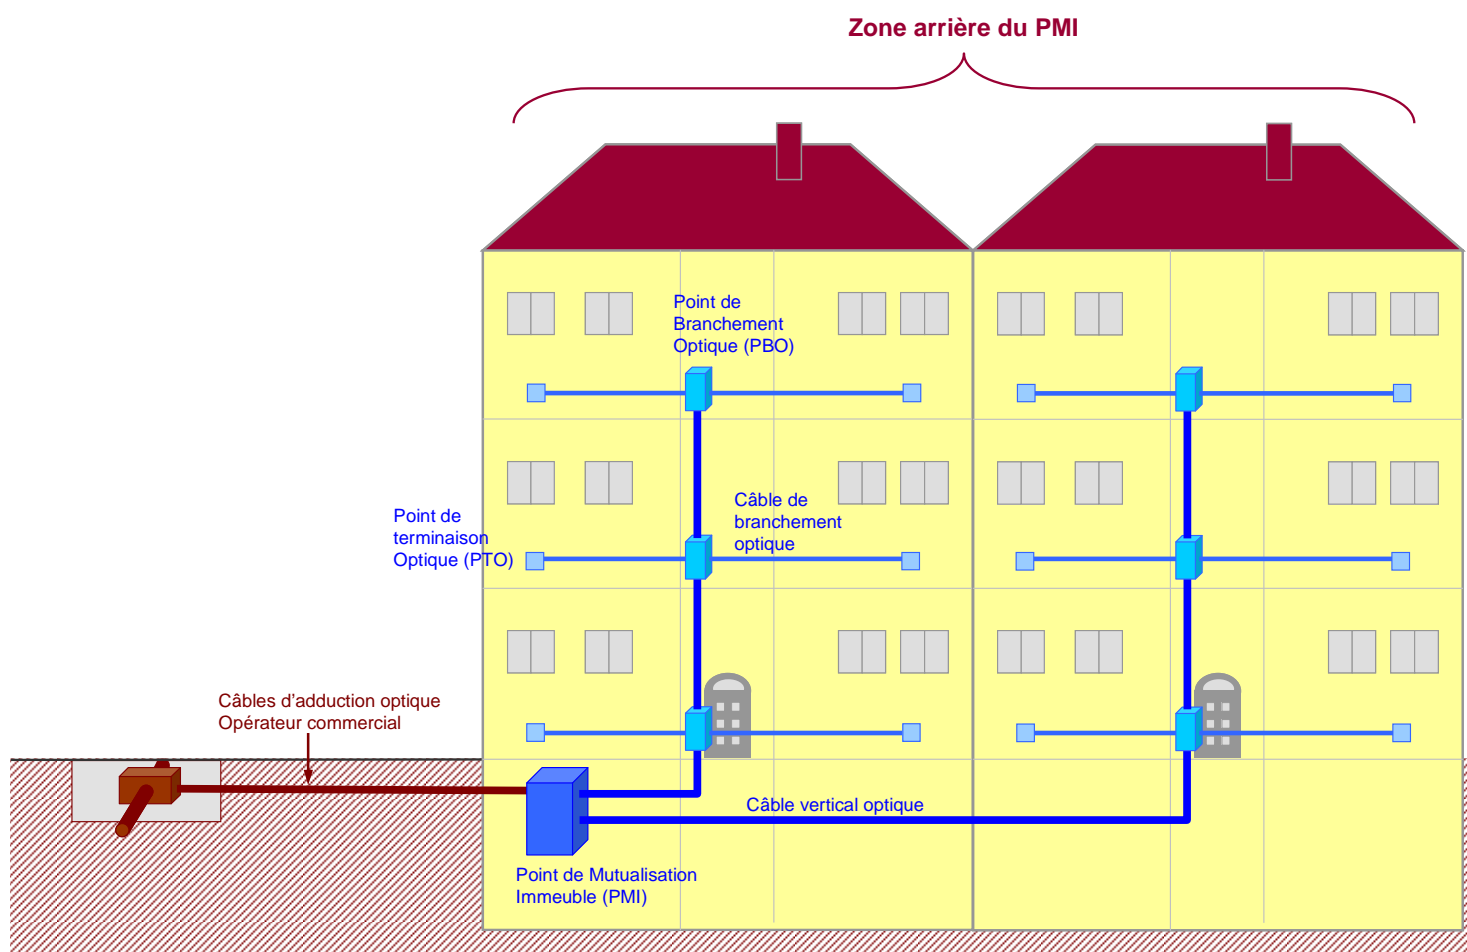 Zone arrière du PMI
Point de
Branchement
Optique (PBO)
Câble de
branchement
optique
Point de
terminaison
Optique (PTO)
Câbles d'adduction optique
Opérateur commercial
Câble vertical optique
Point de Mutualisation
Immeuble (PMI)